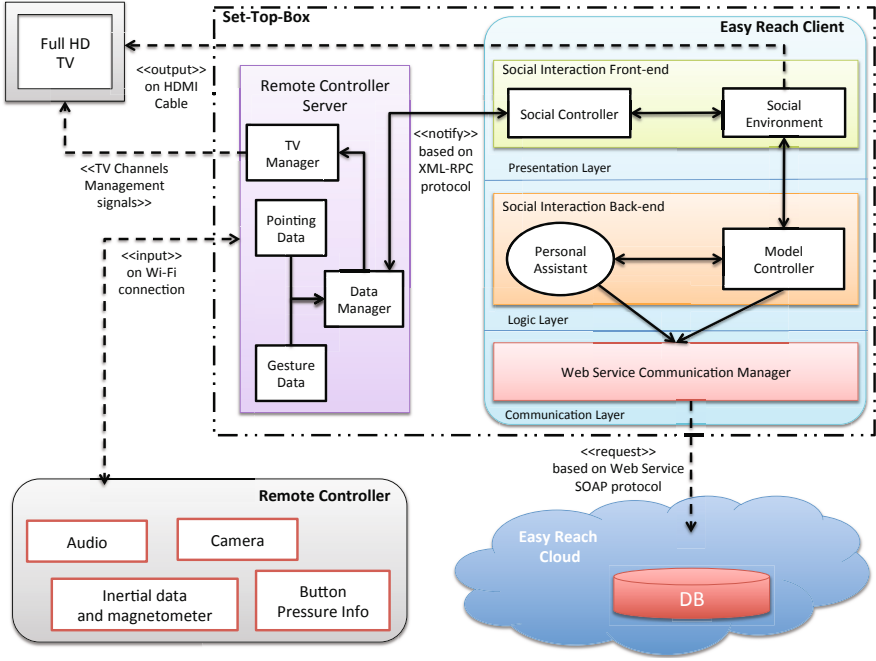 Set-Top-Box
Full HD
TV
<<output>>
on HDMI
Cable
<<TV Channels
Management
signals>>
<<input>>
on Wi-Fi
connection
Remote Controller
Server
TV
Manager
Pointing
Data
Data
Manager
Gesture
Data
<<notify>>
based on
XML-RPC
protocol
Easy Reach Client
Social Interaction Front-end
Social Controller
Social
Environment
Presentation Layer
Social Interaction Back-end
Personal
Assistant
Model
Controller
Logic Layer
Web Service Communication Manager
Communication Layer
<<request>>
based on Web Service
SOAP protocol
Remote Controller
Audio
Camera
Inertial data
and magnetometer
Button
Pressure Info
Easy Reach
Cloud
DB